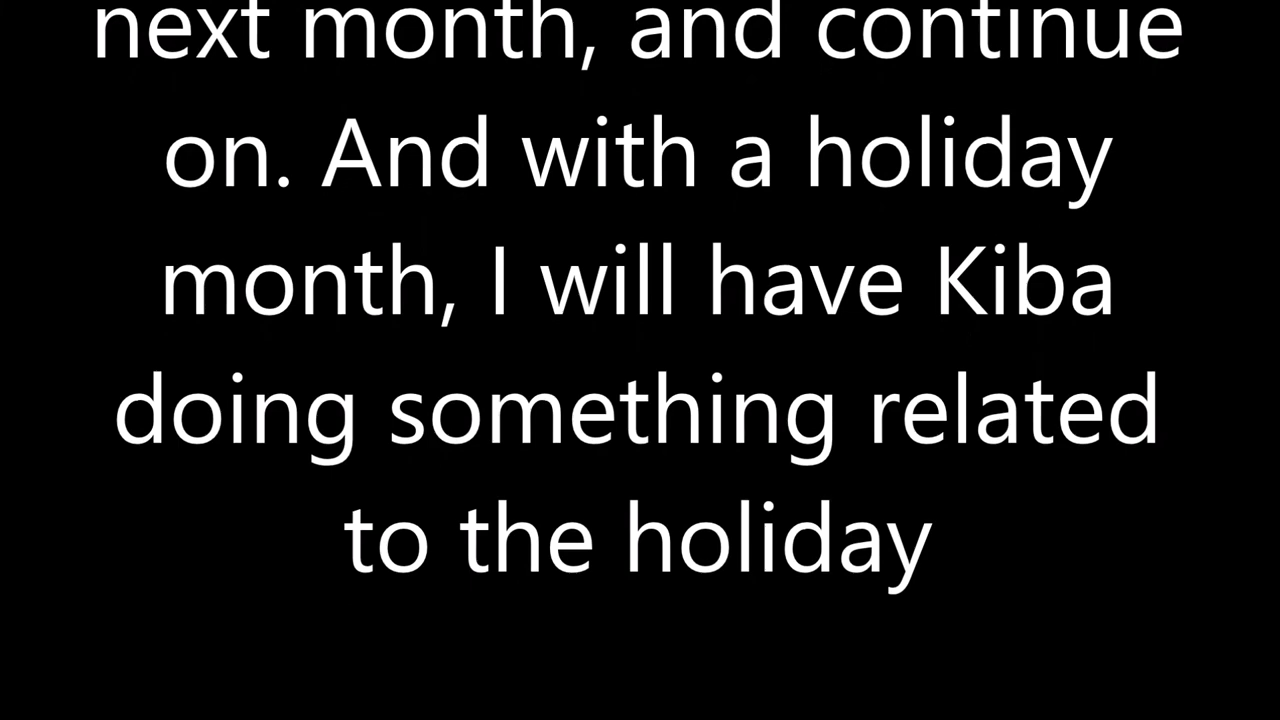 next month, and continue
on. And with a holiday
month, I will have Kiba
doing something related
to the holiday